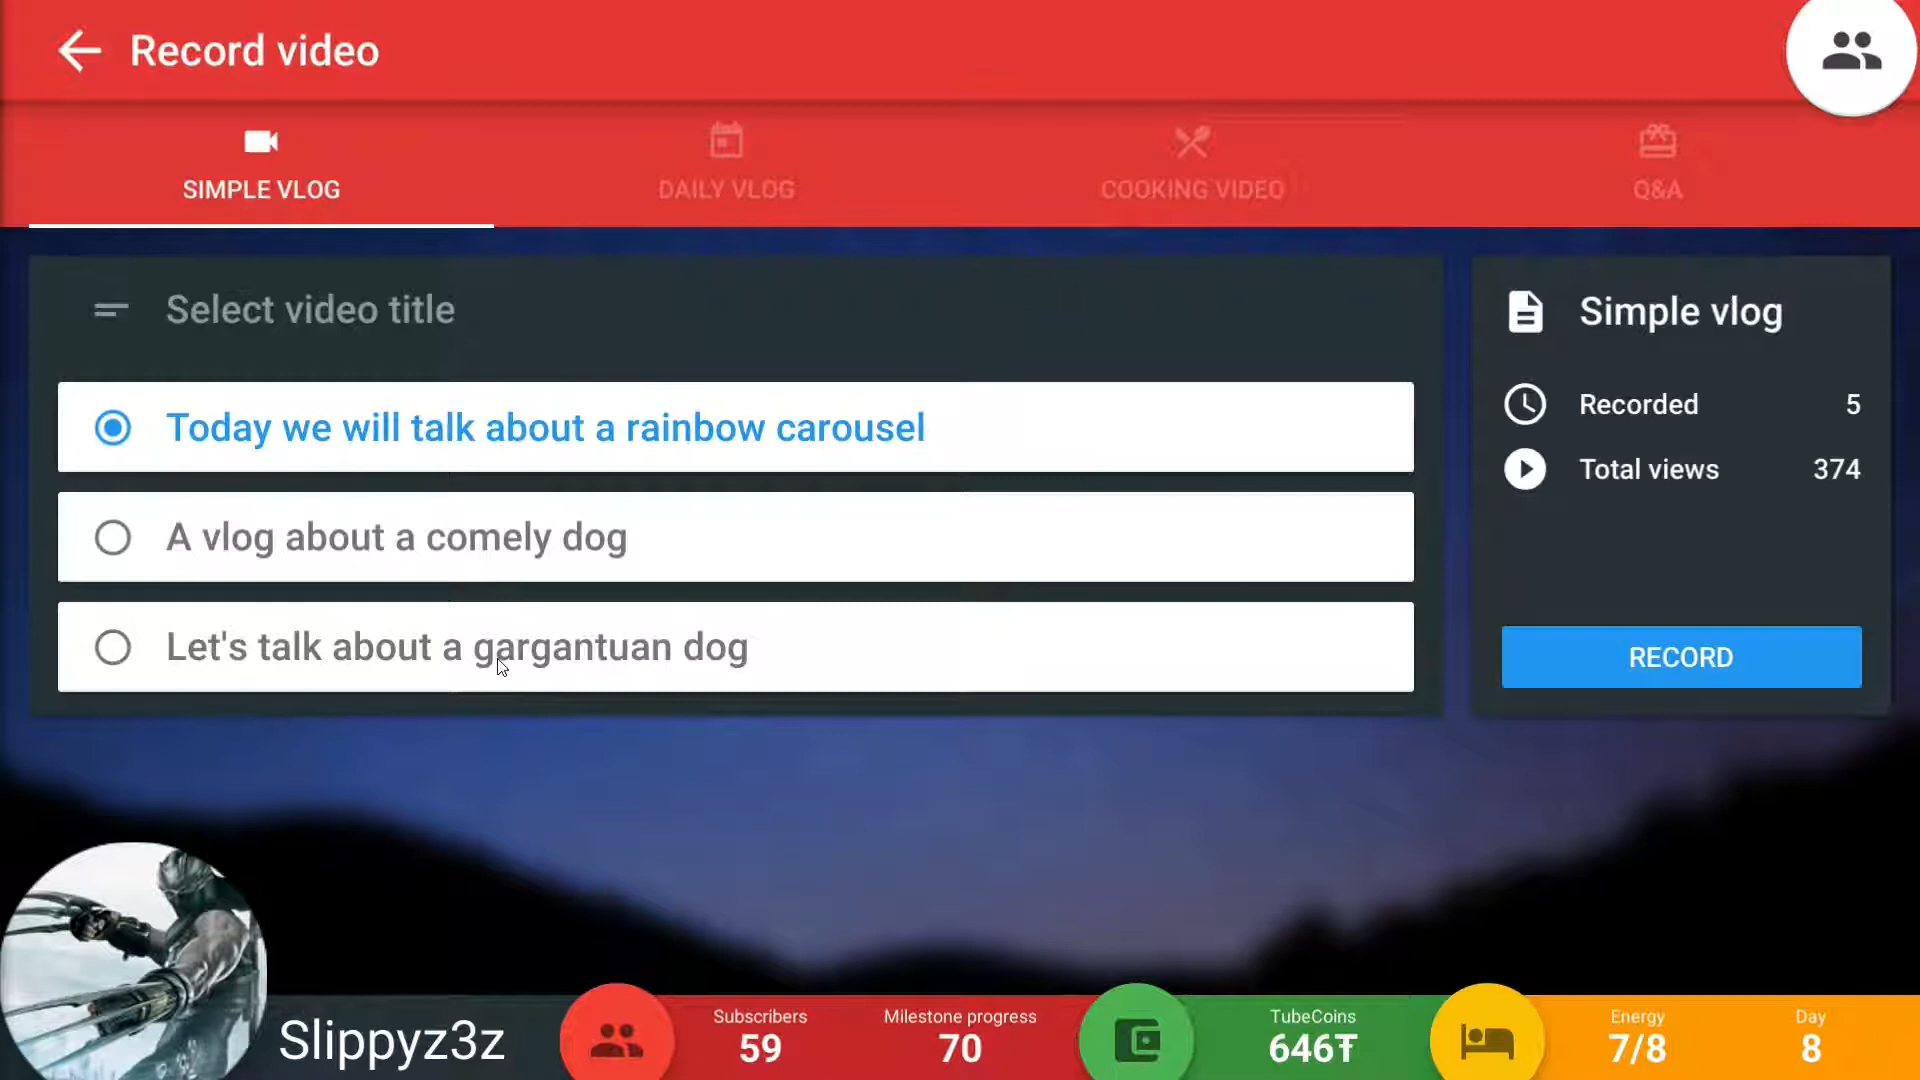 Record video
SIMPLE VLOG
DAILY VLOG
COOKING VIDEO
Q&A
Select video title
Today we will talk about a rainbow carousel
A vlog about a comely dog
Let's talk about a gargantuan dog
Simple vlog
Recorded 5
Total views 374
RECORD
Slippyz3z
Subscribers
59
Milestone progress
70
TubeCoins
646Ŧ
Energy
7/8
Day
8